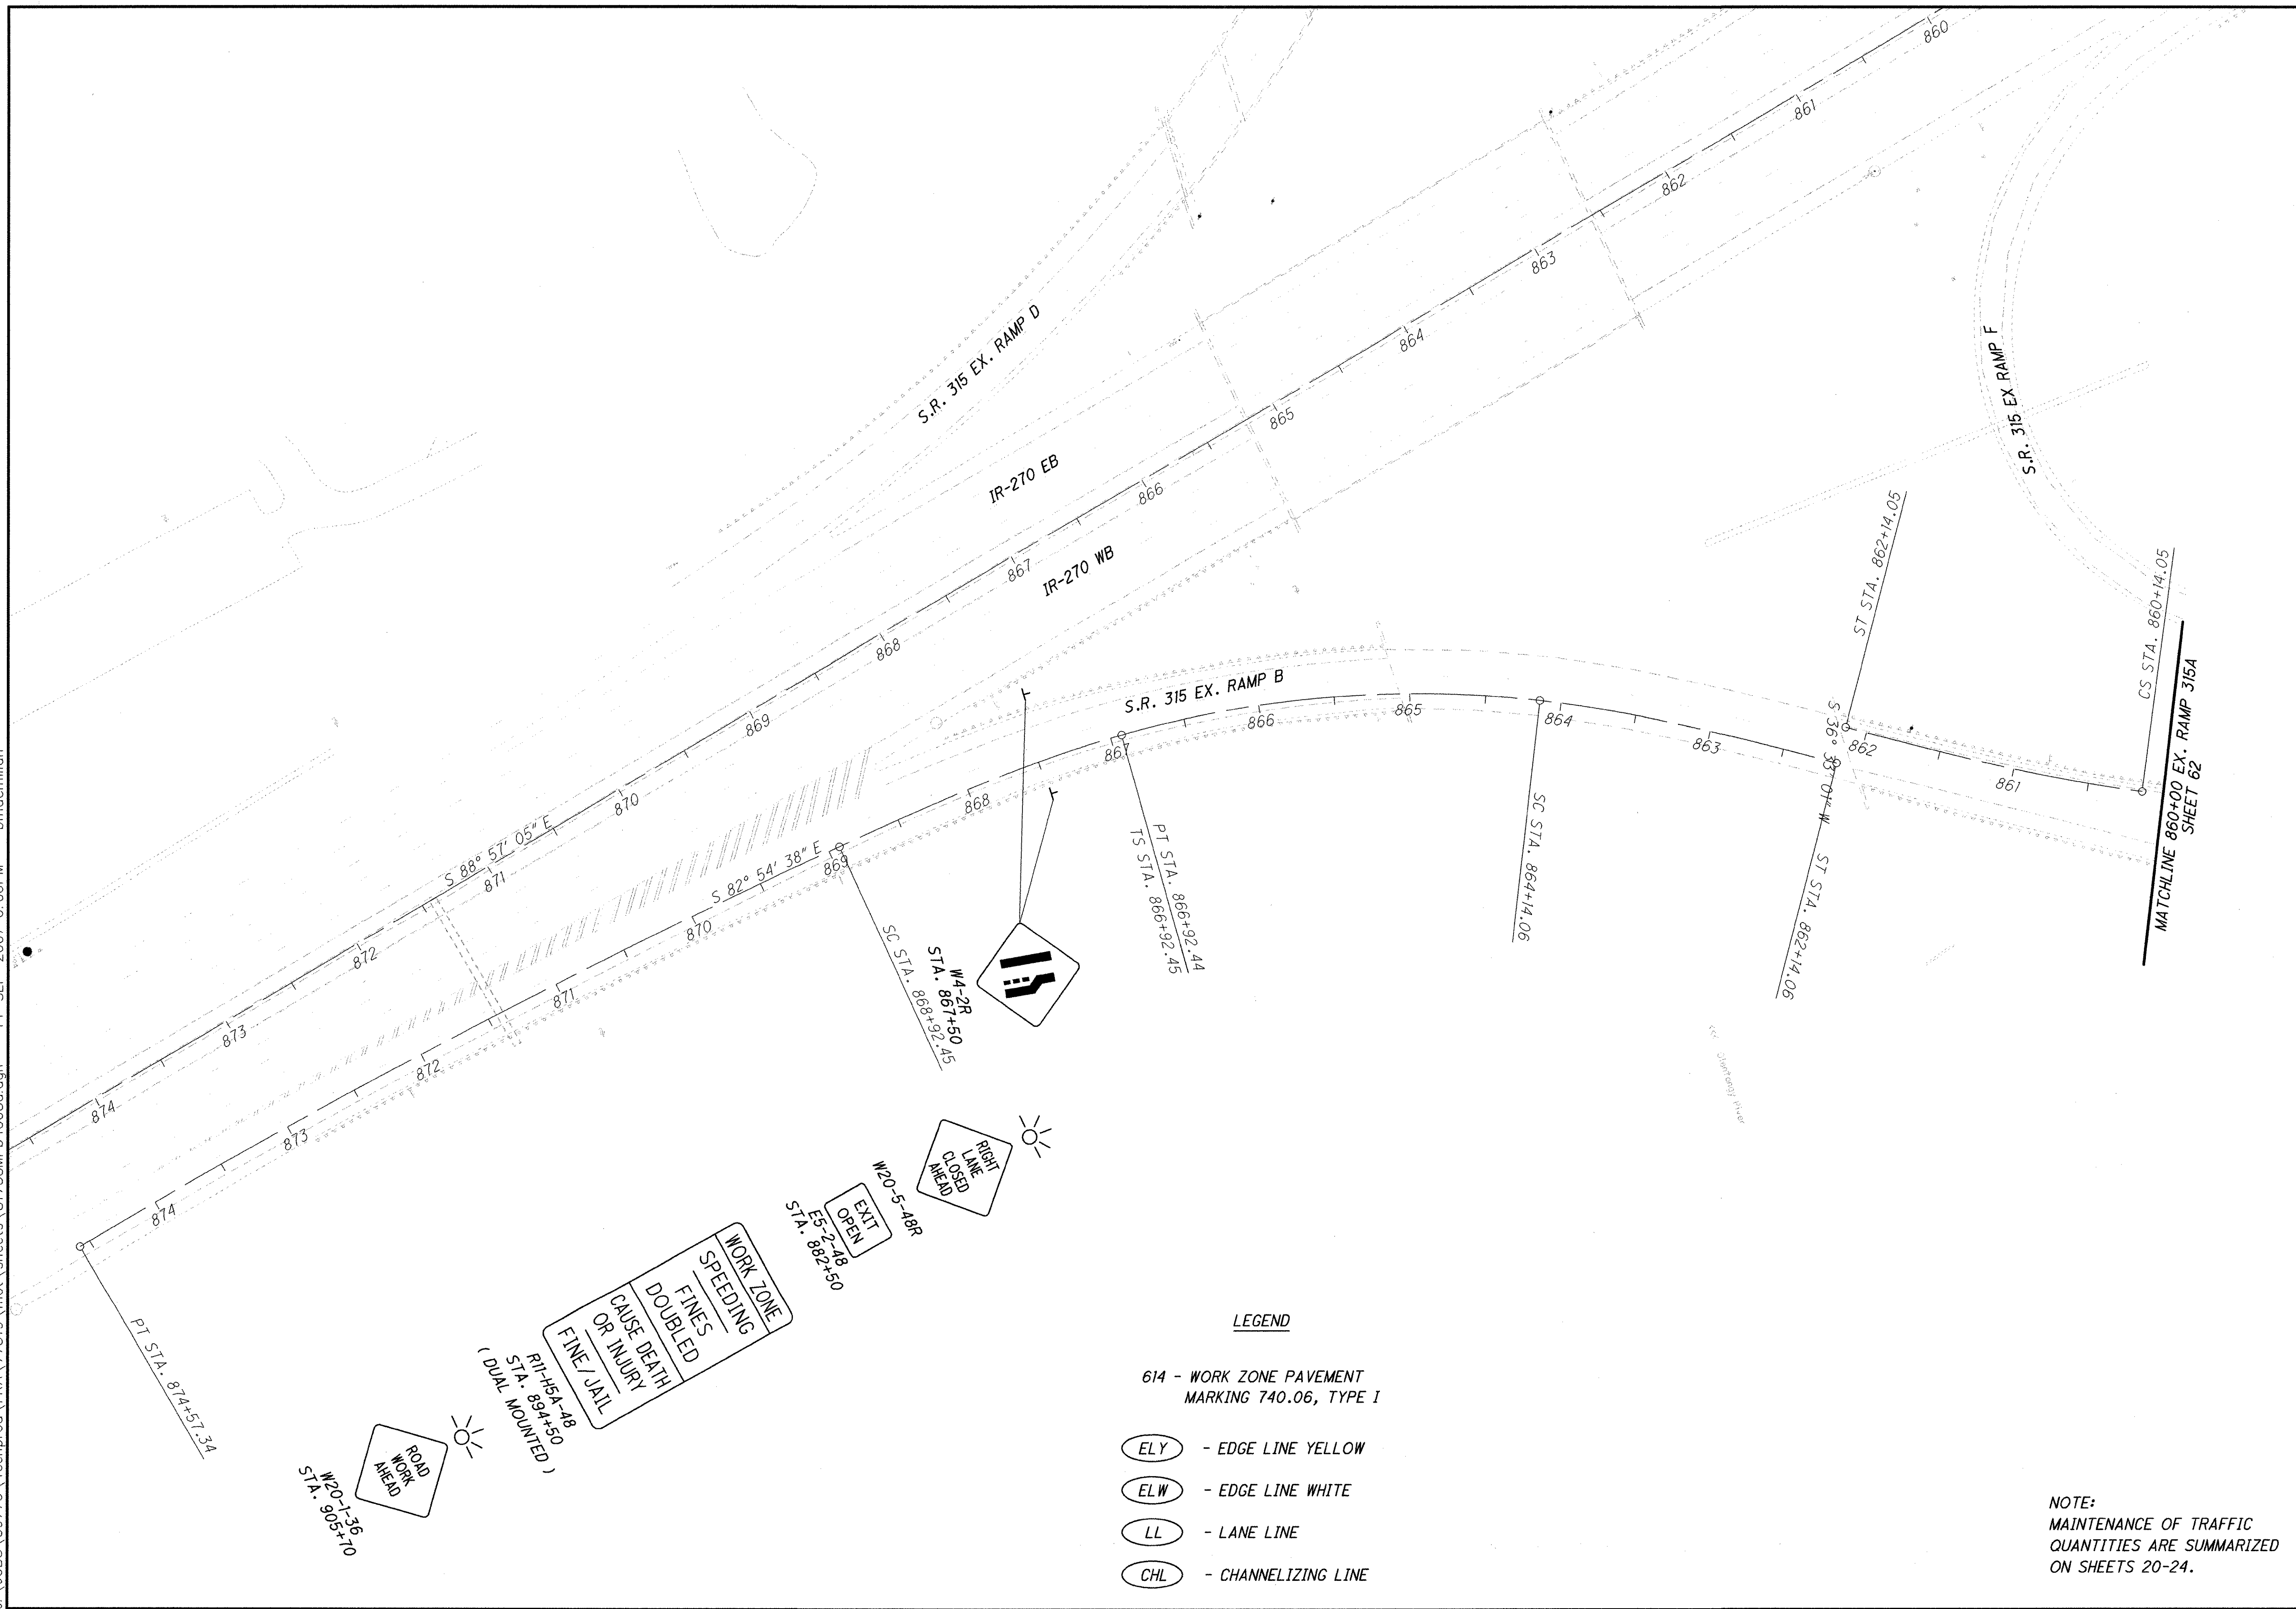 860
861
862
863
864
865
866
867
868
869
870
871
872
873
874
S.R. 315 EX. RAMP D
IR-270 EB
IR-270 WB
S.R. 315 EX RAMP F
S.R. 315 EX. RAMP B
S 88° 57' 05" E
S 82° 54' 38" E
S 36° 33' 01" W
861
862
863
864
865
866
867
868
869
870
871
872
873
874
CS STA. 860+14.05
ST STA. 862+14.05
ST STA. 862+14.06
SC STA. 864+14.06
PT STA. 866+92.44
TS STA. 866+92.45
SC STA. 868+92.45
PT STA. 874+57.34
MATCHLINE 860+00 EX. RAMP 315A
SHEET 62
W4-2R
STA. 867+50
RIGHT
LANE
CLOSED
AHEAD
W20-5-48R
EXIT
OPEN
E5-2-48
STA. 882+50
WORK ZONE
SPEEDING
FINES
DOUBLED
CAUSE DEATH
OR INJURY
FINE/JAIL
R11-H5A-48
STA. 894+50
( DUAL MOUNTED )
ROAD
WORK
AHEAD
W20-1-36
STA. 905+70
<<< Olentangy River
LEGEND
614 - WORK ZONE PAVEMENT
MARKING 740.06, TYPE I
ELY - EDGE LINE YELLOW
ELW - EDGE LINE WHITE
LL - LANE LINE
CHL - CHANNELIZING LINE
NOTE:
MAINTENANCE OF TRAFFIC
QUANTITIES ARE SUMMARIZED
ON SHEETS 20-24.